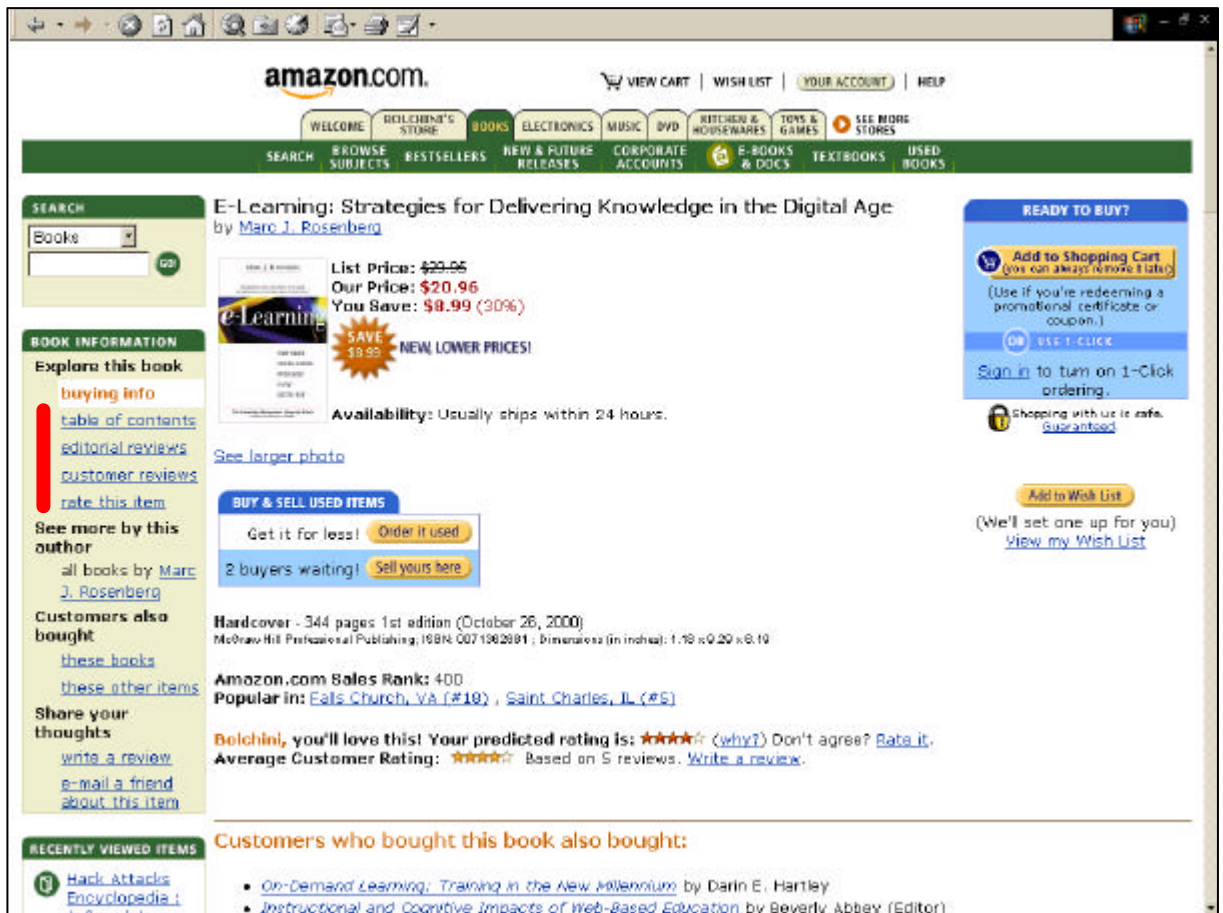 amazon.com.
VIEW CART | WISH LIST | YOUR ACCOUNT | HELP
WELCOME
BOLCHINI'S STORE
BOOKS
ELECTRONICS
MUSIC
DVD
KITCHEN & HOUSEWARES
TOYS & GAMES
SEE MORE STORES
SEARCH
BROWSE SUBJECTS
BESTSELLERS
NEW & FUTURE RELEASES
CORPORATE ACCOUNTS
E-BOOKS & DOCS
TEXTBOOKS
USED BOOKS
SEARCH
Books
GO!
BOOK INFORMATION
Explore this book
buying info
table of contents
editorial reviews
customer reviews
rate this item
See more by this
author
all books by Marc
J. Rosenberg
Customers also
bought
these books
these other items
Share your
thoughts
write a review
e-mail a friend
about this item
RECENTLY VIEWED ITEMS
Hack Attacks
Encyclopedia :
E-Learning: Strategies for Delivering Knowledge in the Digital Age
by Marc J. Rosenberg
e-Learning
List Price: $29.95
Our Price: $20.96
You Save: $8.99 (30%)
SAVE
$8.99
NEW, LOWER PRICES!
Availability: Usually ships within 24 hours.
See larger photo
BUY & SELL USED ITEMS
Get it for less! Order it used
2 buyers waiting! Sell yours here
Hardcover - 344 pages 1st edition (October 26, 2000)
McGraw-Hill Professional Publishing; ISBN: 0071362681 ; Dimensions (in inches): 1.18 x 9.29 x 6.19
Amazon.com Sales Rank: 400
Popular in: Falls Church, VA (#18) , Saint Charles, IL (#5)
Bolchini, you'll love this! Your predicted rating is: (why?) Don't agree? Rate it.
Average Customer Rating: Based on 5 reviews. Write a review.
Customers who bought this book also bought:
• On-Demand Learning: Training in the New Millennium by Darin E. Hartley
• Instructional and Cognitive Impacts of Web-Based Education by Beverly Abbey (Editor)
READY TO BUY?
Add to Shopping Cart
(you can always remove it later)
(Use if you're redeeming a
promotional certificate or
coupon.)
OR USE 1-CLICK
Sign in to turn on 1-Click
ordering.
Shopping with us is safe.
Guaranteed.
Add to Wish List
(We'll set one up for you)
View my Wish List